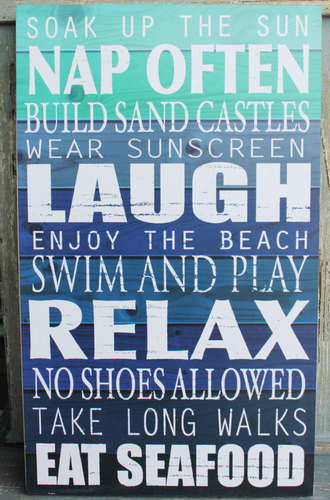 SOAK UP THE SUN
NAP OFTEN
BUILD SAND CASTLES
WEAR SUNSCREEN
LAUGH
ENJOY THE BEACH
SWIM AND PLAY
RELAX
NO SHOES ALLOWED
TAKE LONG WALKS
EAT SEAFOOD